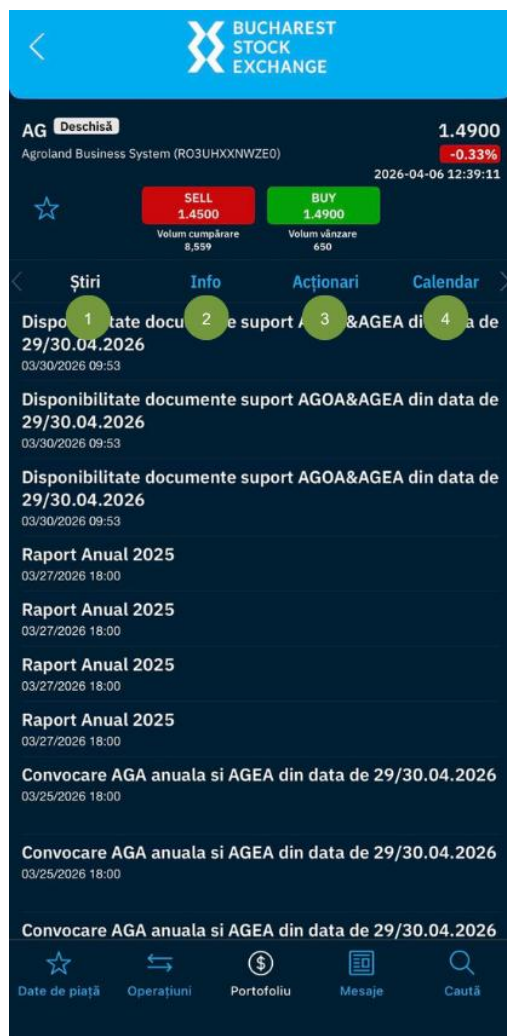 BUCHAREST
STOCK
EXCHANGE
AG Deschisă
1.4900
Agroland Business System (RO3UHXXNWZE0)
-0.33%
2026-04-06 12:39:11
SELL
1.4500
BUY
1.4900
Volum cumpărare
8,559
Volum vânzare
650
Știri Info Acționari Calendar
1 2 3 4
document suport &AGEA de
29/30.04.2026
03/30/2026 09:53
Disponibilitate documente suport AGOA&AGEA din data de
29/30.04.2026
03/30/2026 09:53
Disponibilitate documente suport AGOA&AGEA din data de
29/30.04.2026
03/30/2026 09:53
Raport Anual 2025
03/27/2026 18:00
Raport Anual 2025
03/27/2026 18:00
Raport Anual 2025
03/27/2026 18:00
Raport Anual 2025
03/27/2026 18:00
Convocare AGA anuala si AGEA din data de 29/30.04.2026
03/25/2026 18:00
Convocare AGA anuala si AGEA din data de 29/30.04.2026
03/25/2026 18:00
Convocare AGA anuala si AGEA din data de 29/30.04.2026
Date de piață Operațiuni Portofoliu Mesaje Caută